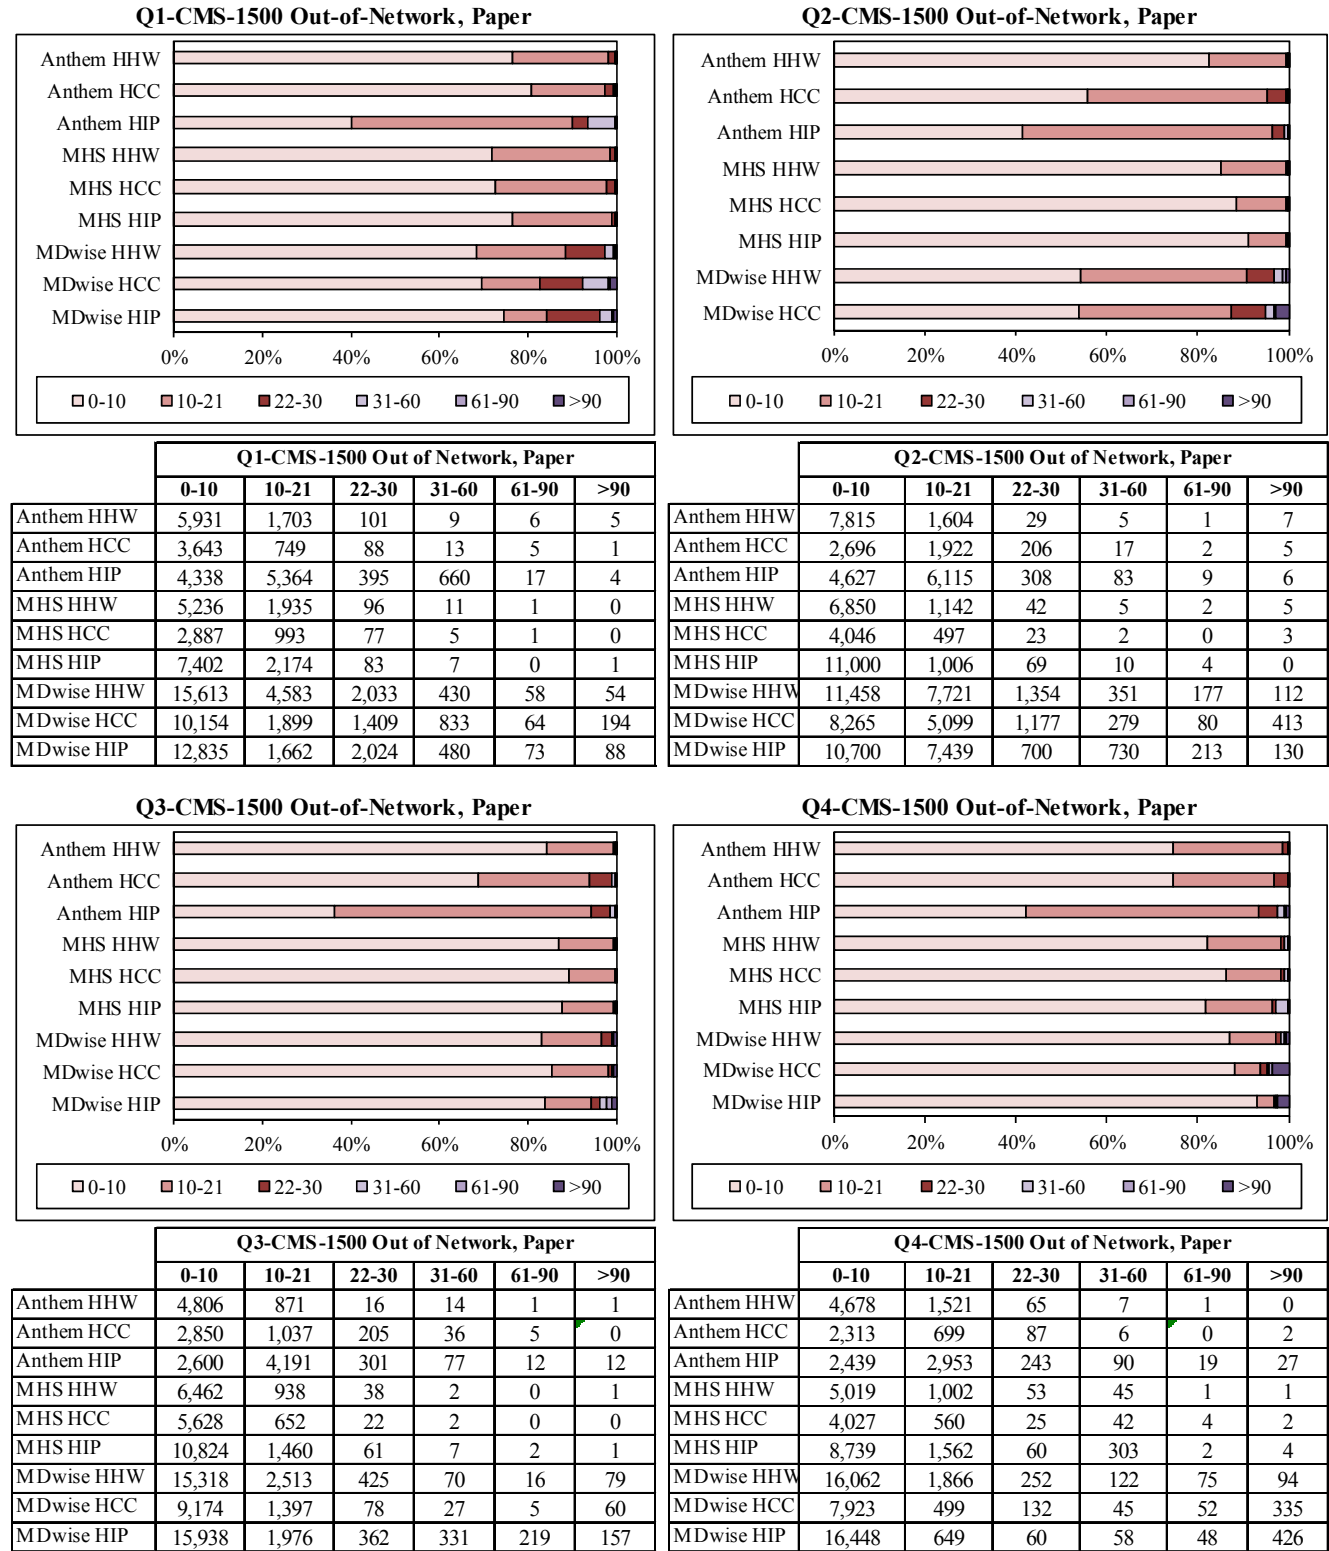 Q1-CMS-1500 Out-of-Network, Paper
Anthem HHW
Anthem HCC
Anthem HIP
MHS HHW
MHS HCC
MHS HIP
MDwise HHW
MDwise HCC
MDwise HIP
0% 20% 40% 60% 80% 100%
0-10 10-21 22-30 31-60 61-90 >90
Q1-CMS-1500 Out of Network, Paper
0-10 10-21 22-30 31-60 61-90 >90
Anthem HHW 5,931 1,703 101 9 6 5
Anthem HCC 3,643 749 88 13 5 1
Anthem HIP 4,338 5,364 395 660 17 4
MHS HHW 5,236 1,935 96 11 1 0
MHS HCC 2,887 993 77 5 1 0
MHS HIP 7,402 2,174 83 7 0 1
MDwise HHW 15,613 4,583 2,033 430 58 54
MDwise HCC 10,154 1,899 1,409 833 64 194
MDwise HIP 12,835 1,662 2,024 480 73 88
Q2-CMS-1500 Out-of-Network, Paper
Anthem HHW
Anthem HCC
Anthem HIP
MHS HHW
MHS HCC
MHS HIP
MDwise HHW
MDwise HCC
0% 20% 40% 60% 80% 100%
0-10 10-21 22-30 31-60 61-90 >90
Q2-CMS-1500 Out of Network, Paper
0-10 10-21 22-30 31-60 61-90 >90
Anthem HHW 7,815 1,604 29 5 1 7
Anthem HCC 2,696 1,922 206 17 2 5
Anthem HIP 4,627 6,115 308 83 9 6
MHS HHW 6,850 1,142 42 5 2 5
MHS HCC 4,046 497 23 2 0 3
MHS HIP 11,000 1,006 69 10 4 0
MDwise HHW 11,458 7,721 1,354 351 177 112
MDwise HCC 8,265 5,099 1,177 279 80 413
MDwise HIP 10,700 7,439 700 730 213 130
Q3-CMS-1500 Out-of-Network, Paper
Anthem HHW
Anthem HCC
Anthem HIP
MHS HHW
MHS HCC
MHS HIP
MDwise HHW
MDwise HCC
MDwise HIP
0% 20% 40% 60% 80% 100%
0-10 10-21 22-30 31-60 61-90 >90
Q3-CMS-1500 Out of Network, Paper
0-10 10-21 22-30 31-60 61-90 >90
Anthem HHW 4,806 871 16 14 1 1
Anthem HCC 2,850 1,037 205 36 5 0
Anthem HIP 2,600 4,191 301 77 12 12
MHS HHW 6,462 938 38 2 0 1
MHS HCC 5,628 652 22 2 0 0
MHS HIP 10,824 1,460 61 7 2 1
MDwise HHW 15,318 2,513 425 70 16 79
MDwise HCC 9,174 1,397 78 27 5 60
MDwise HIP 15,938 1,976 362 331 219 157
Q4-CMS-1500 Out-of-Network, Paper
Anthem HHW
Anthem HCC
Anthem HIP
MHS HHW
MHS HCC
MHS HIP
MDwise HHW
MDwise HCC
MDwise HIP
0% 20% 40% 60% 80% 100%
0-10 10-21 22-30 31-60 61-90 >90
Q4-CMS-1500 Out of Network, Paper
0-10 10-21 22-30 31-60 61-90 >90
Anthem HHW 4,678 1,521 65 7 1 0
Anthem HCC 2,313 699 87 6 0 2
Anthem HIP 2,439 2,953 243 90 19 27
MHS HHW 5,019 1,002 53 45 1 1
MHS HCC 4,027 560 25 42 4 2
MHS HIP 8,739 1,562 60 303 2 4
MDwise HHW 16,062 1,866 252 122 75 94
MDwise HCC 7,923 499 132 45 52 335
MDwise HIP 16,448 649 60 58 48 426